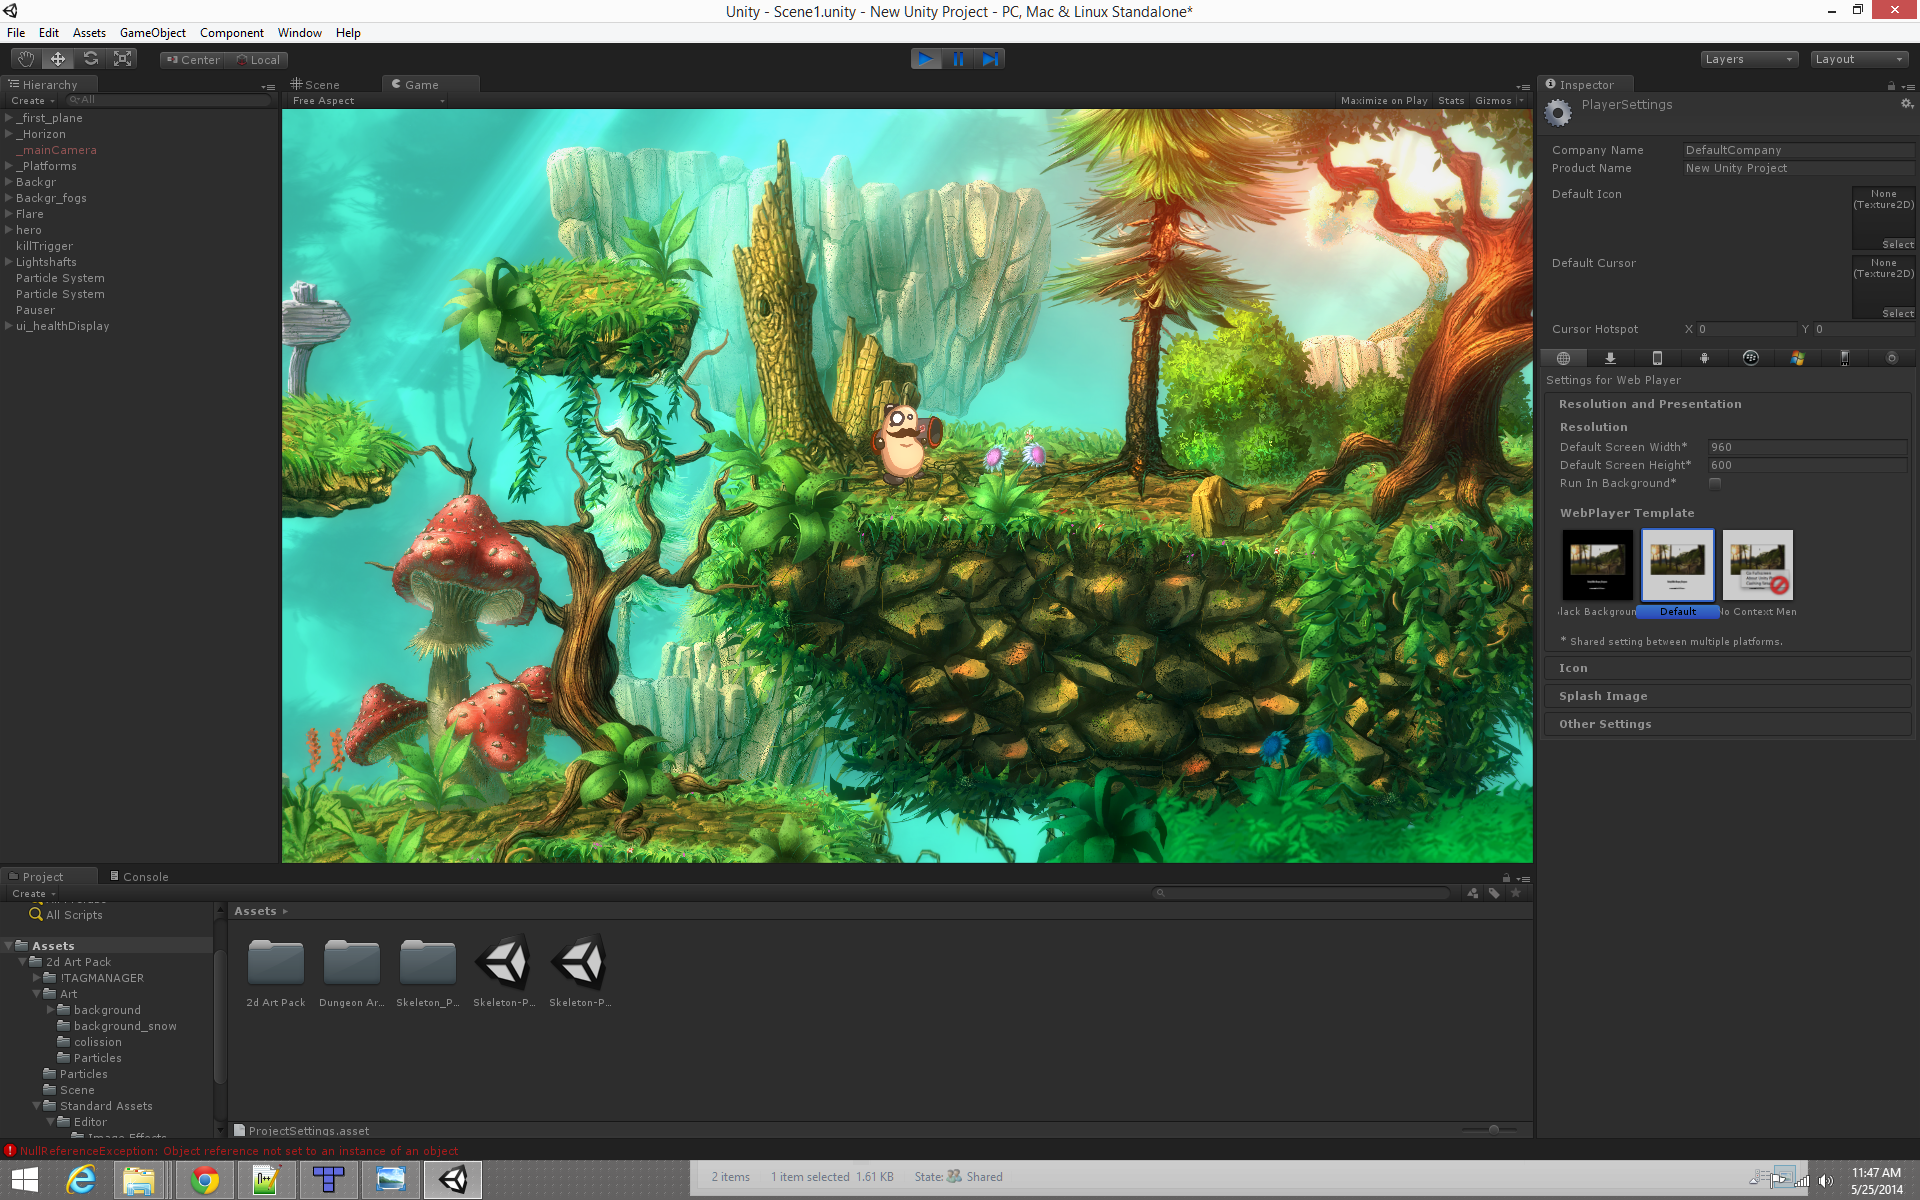 Unity - Scene1.unity - New Unity Project - PC, Mac & Linux Standalone*
File Edit Assets GameObject Component Window Help
Center Local
Layers Layout
Hierarchy
Create All
_first_plane
_Horizon
_mainCamera
_Platforms
Backgr
Backgr_fogs
Flare
hero
killTrigger
Lightshafts
Particle System
Particle System
Pauser
ui_healthDisplay
Scene Game
Free Aspect Maximize on Play Stats Gizmos
Inspector
PlayerSettings
Company Name DefaultCompany
Product Name New Unity Project
Default Icon None
(Texture2D)
Select
Default Cursor None
(Texture2D)
Select
Cursor Hotspot X 0 Y 0
Settings for Web Player
Resolution and Presentation
Resolution
Default Screen Width* 960
Default Screen Height* 600
Run In Background*
WebPlayer Template
lack Backgroun Default No Context Men
* Shared setting between multiple platforms.
Icon
Splash Image
Other Settings
Project Console
Create
All Scripts
Assets
2d Art Pack
!TAGMANAGER
Art
background
background_snow
colission
Particles
Particles
Scene
Standard Assets
Editor
Image Effects
Assets
2d Art Pack Dungeon Ar... Skeleton_P... Skeleton-P... Skeleton-P...
ProjectSettings.asset
NullReferenceException: Object reference not set to an instance of an object
2 items 1 item selected 1.61 KB State: Shared
11:47 AM
5/25/2014